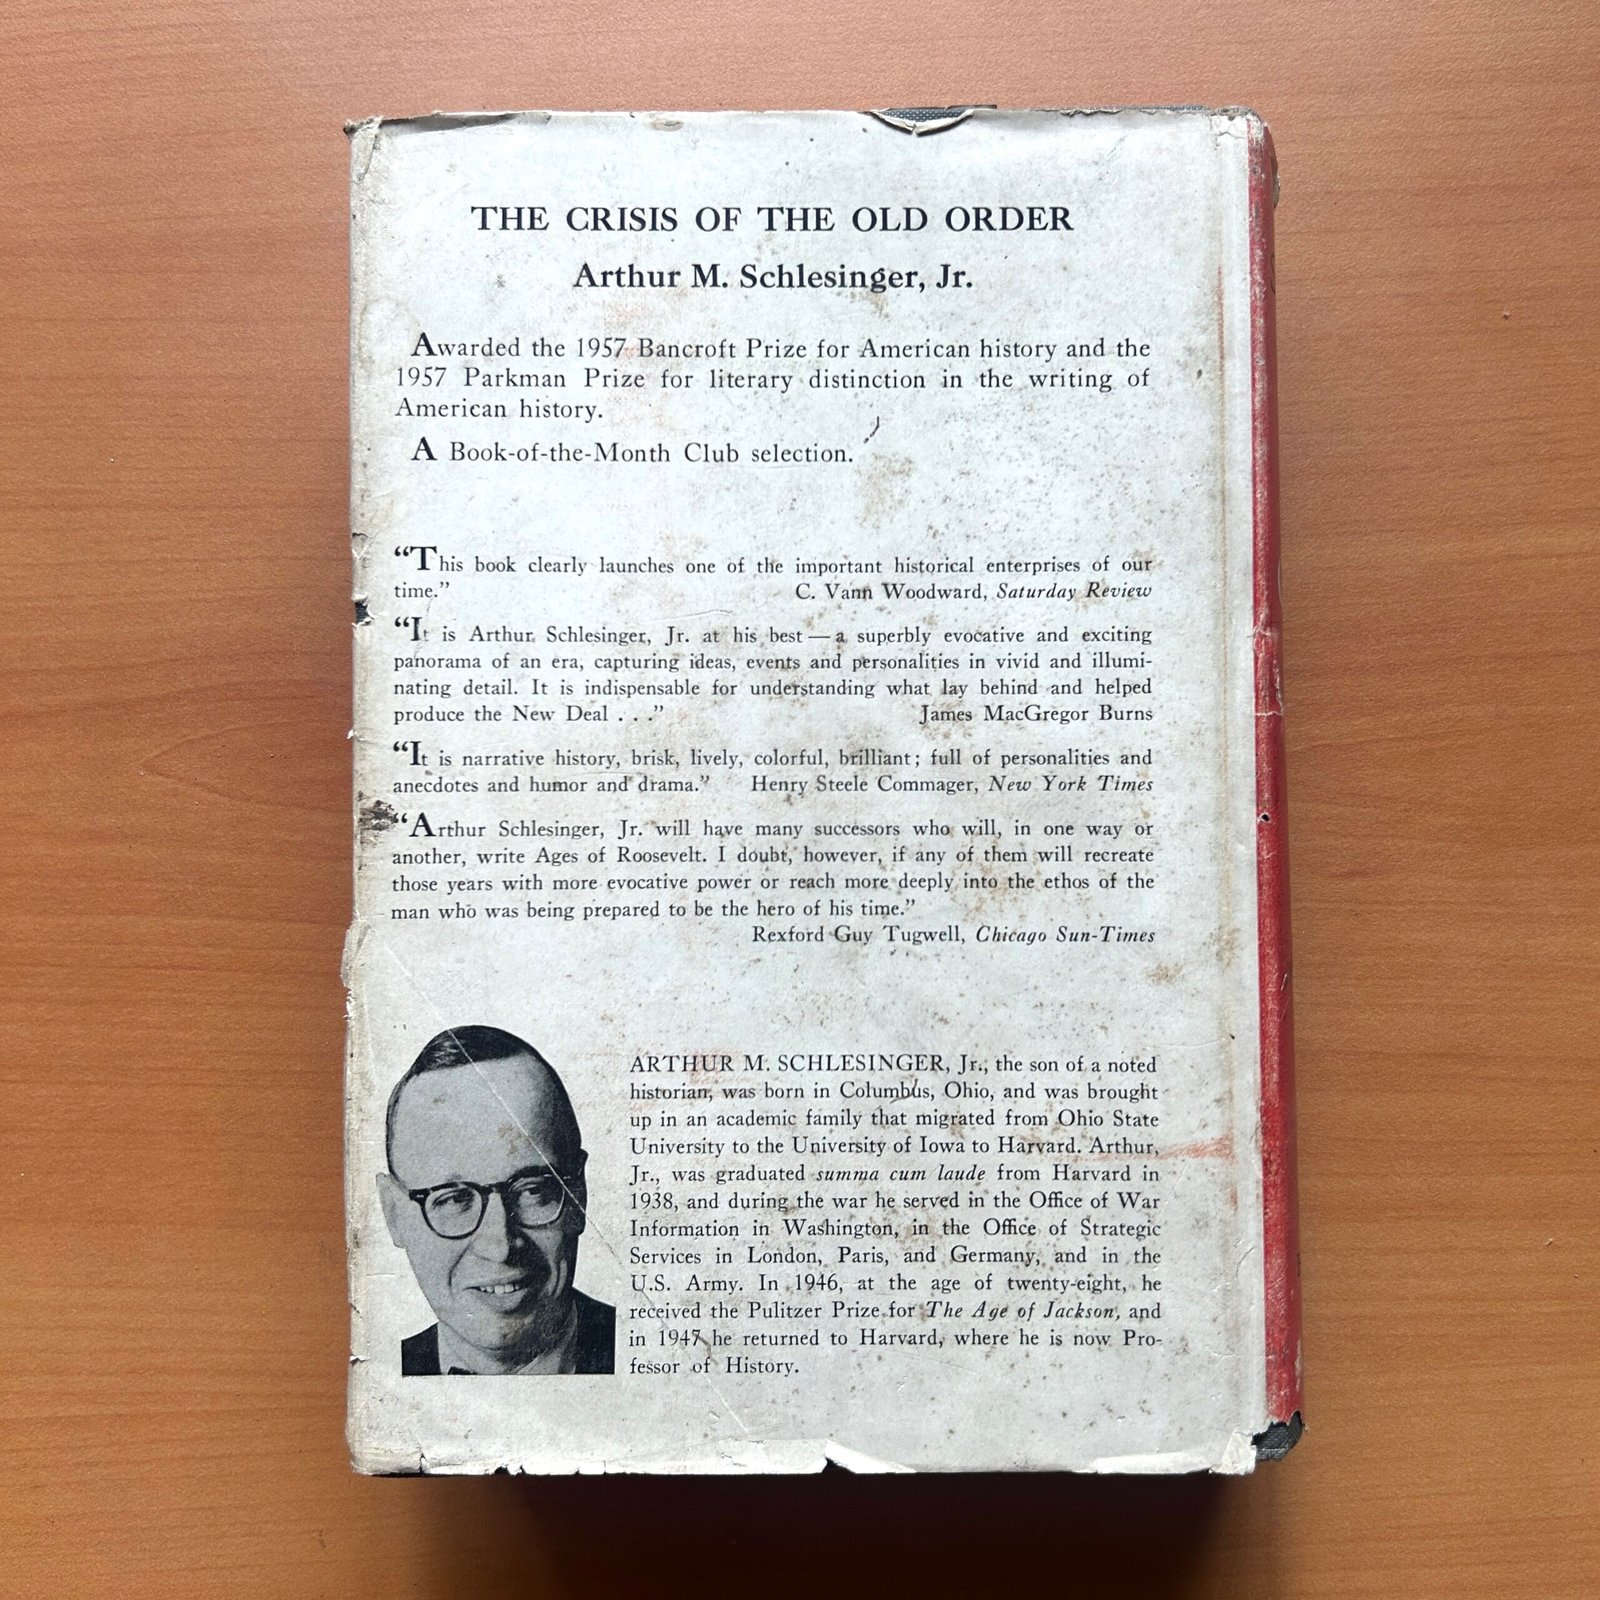 THE CRISIS OF THE OLD ORDER
Arthur M. Schlesinger, Jr.
Awarded the 1957 Bancroft Prize for American history and the
1957 Parkman Prize for literary distinction in the writing of
American history.
A Book-of-the-Month Club selection.
“This book clearly launches one of the important historical enterprises of our
time.” C. Vann Woodward, Saturday Review
“It is Arthur Schlesinger, Jr. at his best — a superbly evocative and exciting
panorama of an era, capturing ideas, events and personalities in vivid and illumi-
nating detail. It is indispensable for understanding what lay behind and helped
produce the New Deal . . .” James MacGregor Burns
“It is narrative history, brisk, lively, colorful, brilliant; full of personalities and
anecdotes and humor and drama.” Henry Steele Commager, New York Times
“Arthur Schlesinger, Jr. will have many successors who will, in one way or
another, write Ages of Roosevelt. I doubt, however, if any of them will recreate
those years with more evocative power or reach more deeply into the ethos of the
man who was being prepared to be the hero of his time.”
Rexford Guy Tugwell, Chicago Sun-Times
ARTHUR M. SCHLESINGER, Jr., the son of a noted
historian, was born in Columbus, Ohio, and was brought
up in an academic family that migrated from Ohio State
University to the University of Iowa to Harvard. Arthur,
Jr., was graduated summa cum laude from Harvard in
1938, and during the war he served in the Office of War
Information in Washington, in the Office of Strategic
Services in London, Paris, and Germany, and in the
U.S. Army. In 1946, at the age of twenty-eight, he
received the Pulitzer Prize for The Age of Jackson, and
in 1947 he returned to Harvard, where he is now Pro-
fessor of History.